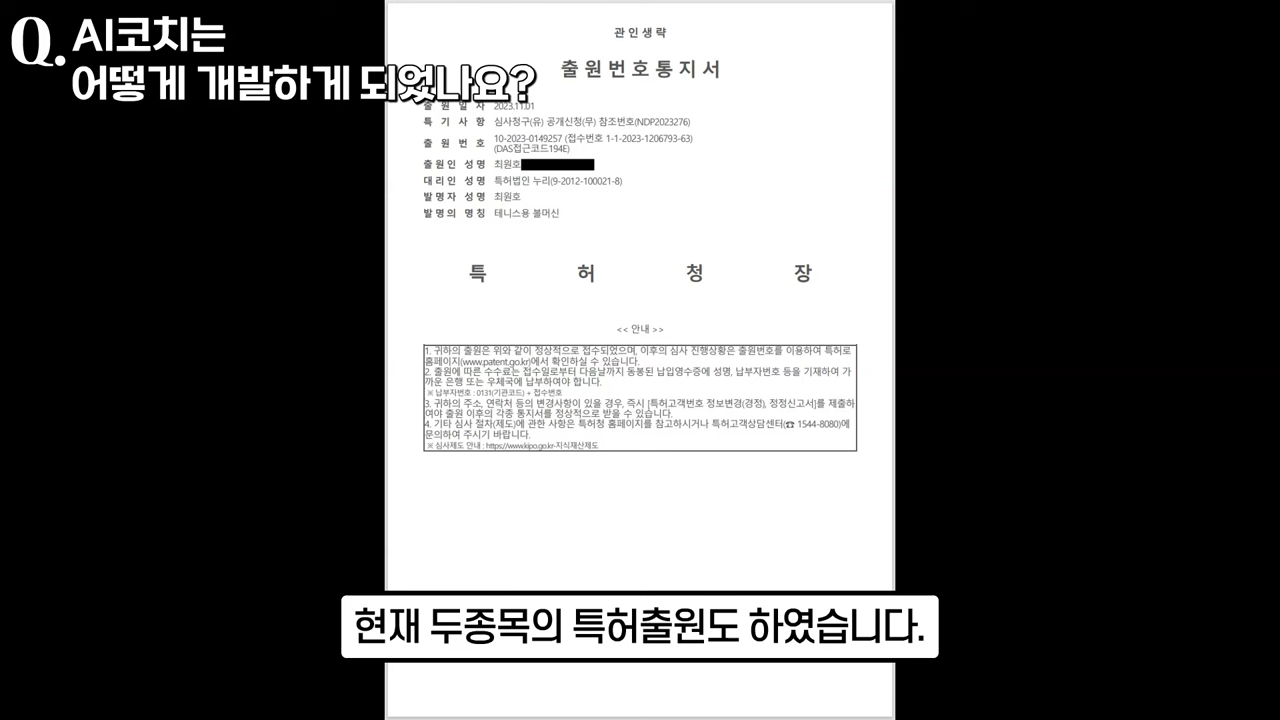 Q. AI코치는
어떻게 개발하게 되었나요?
관 인 생 략
출 원 번 호 통 지 서
출 원 일 자 2023.11.01
특 기 사 항 심사청구(유) 공개신청(무) 참조번호(NDP2023276)
출 원 번 호 10-2023-0149257 (접수번호 1-1-2023-1206793-63)
(DAS접근코드194E)
출 원 인 성 명 최원호
대 리 인 성 명 특허법인 누리(9-2012-100021-8)
발 명 자 성 명 최원호
발 명 의 명 칭 테니스용 볼머신
특 허 청 장
<< 안내 >>
1. 귀하의 출원은 위와 같이 정상적으로 접수되었으며, 이후의 심사 진행상황은 출원번호를 이용하여 특허로
홈페이지(www.patent.go.kr)에서 확인하실 수 있습니다.
2. 출원에 따른 수수료는 접수일로부터 다음날까지 동봉된 납입영수증에 성명, 납부자번호 등을 기재하여 가
까운 은행 또는 우체국에 납부하여야 합니다.
※ 납부자번호 : 0131(기관코드) + 접수번호
3. 귀하의 주소, 연락처 등의 변경사항이 있을 경우, 즉시 [특허고객번호 정보변경(경정), 정정신고서]를 제출하
여야 출원 이후의 각종 통지서를 정상적으로 받을 수 있습니다.
4. 기타 심사 절차(제도)에 관한 사항은 특허청 홈페이지를 참고하시거나 특허고객상담센터(☎ 1544-8080)에
문의하여 주시기 바랍니다.
※ 심사제도 안내 : https://www.kipo.go.kr-지식재산제도
현재 두종목의 특허출원도 하였습니다.